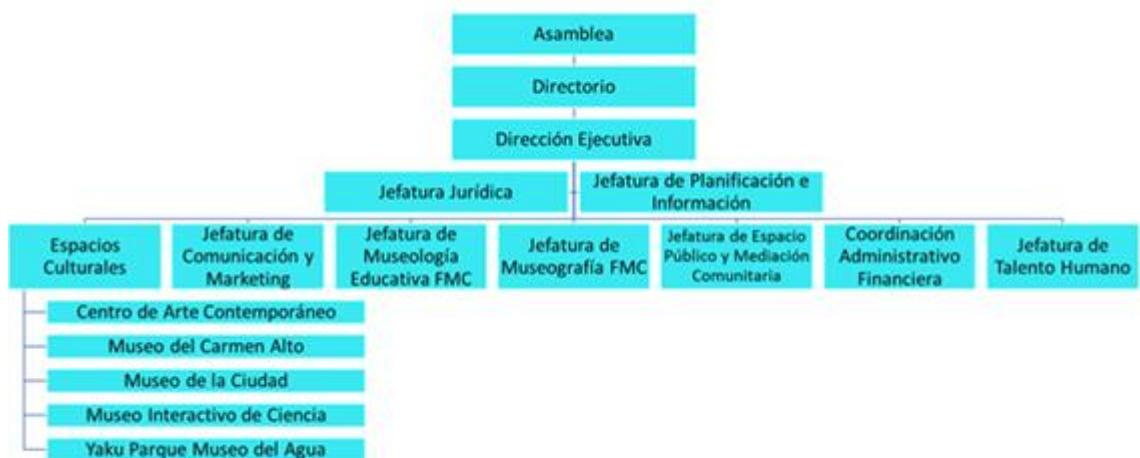 Asamblea
Directorio
Dirección Ejecutiva
Jefatura Jurídica
Jefatura de Planificación e
Información
Espacios
Culturales
Jefatura de
Comunicación y
Marketing
Jefatura de
Museología
Educativa FMC
Jefatura de
Museografía FMC
Jefatura de Espacio
Público y Mediación
Comunitaria
Coordinación
Administrativo
Financiera
Jefatura de
Talento Humano
Centro de Arte Contemporáneo
Museo del Carmen Alto
Museo de la Ciudad
Museo Interactivo de Ciencia
Yaku Parque Museo del Agua